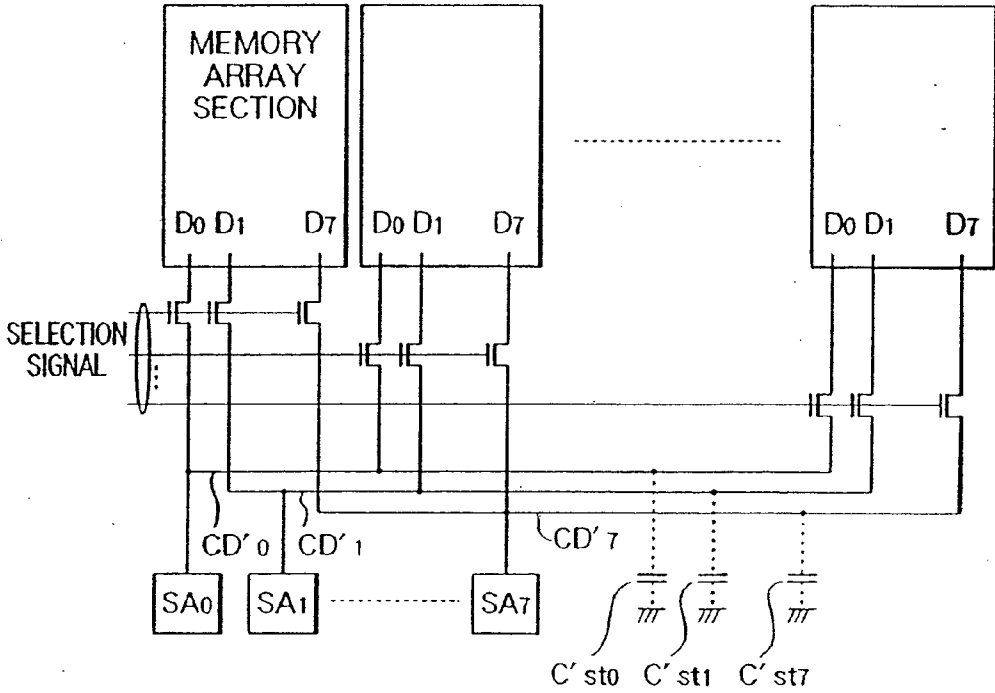 MEMORY
ARRAY
SECTION
D0 D1 D7
D0 D1 D7
D0 D1 D7
SELECTION
SIGNAL
CD'0
CD'1
CD'7
SA0
SA1
SA7
C'st0
C'st1
C'st7